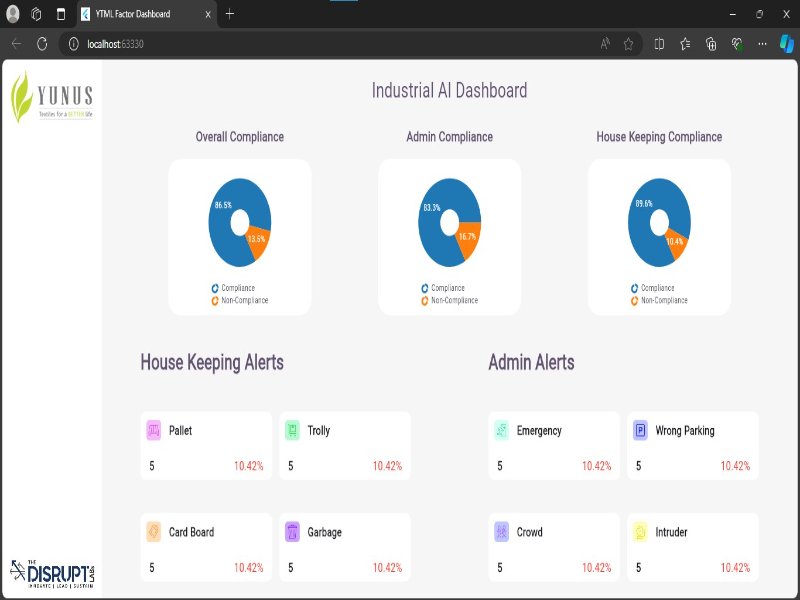 YTML Factor Dashboard
localhost:63330
YUNUS
Textiles for a BETTER life
Industrial AI Dashboard
Overall Compliance
Admin Compliance
House Keeping Compliance
86.5%
13.5%
83.3%
16.7%
89.6%
10.4%
Compliance
Non-Compliance
Compliance
Non-Compliance
Compliance
Non-Compliance
House Keeping Alerts
Admin Alerts
Pallet
Trolly
Emergency
Wrong Parking
5 10.42%
5 10.42%
5 10.42%
5 10.42%
Card Board
Garbage
Crowd
Intruder
5 10.42%
5 10.42%
5 10.42%
5 10.42%
THE
DISRUPT LABS
INNOVATE | LEAD | SUSTAIN